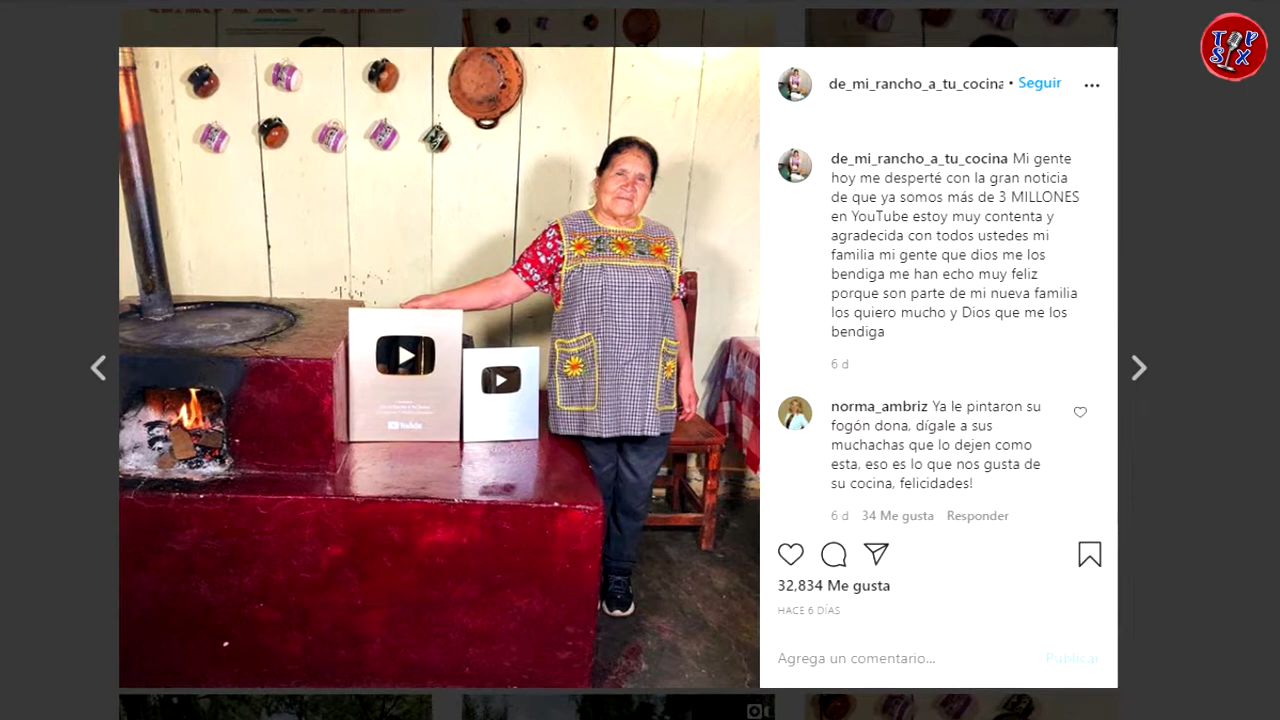 TOP
SIX
de_mi_rancho_a_tu_cocina • Seguir
de_mi_rancho_a_tu_cocina Mi gente
hoy me desperté con la gran noticia
de que ya somos más de 3 MILLONES
en YouTube estoy muy contenta y
agradecida con todos ustedes mi
familia mi gente que dios me los
bendiga me han echo muy feliz
porque son parte de mi nueva familia
los quiero mucho y Dios que me los
bendiga
6 d
norma_ambriz Ya le pintaron su
fogón dona, dígale a sus
muchachas que lo dejen como
esta, eso es lo que nos gusta de
su cocina, felicidades!
6 d 34 Me gusta Responder
32,834 Me gusta
HACE 6 DÍAS
Agrega un comentario... Publicar
YouTube